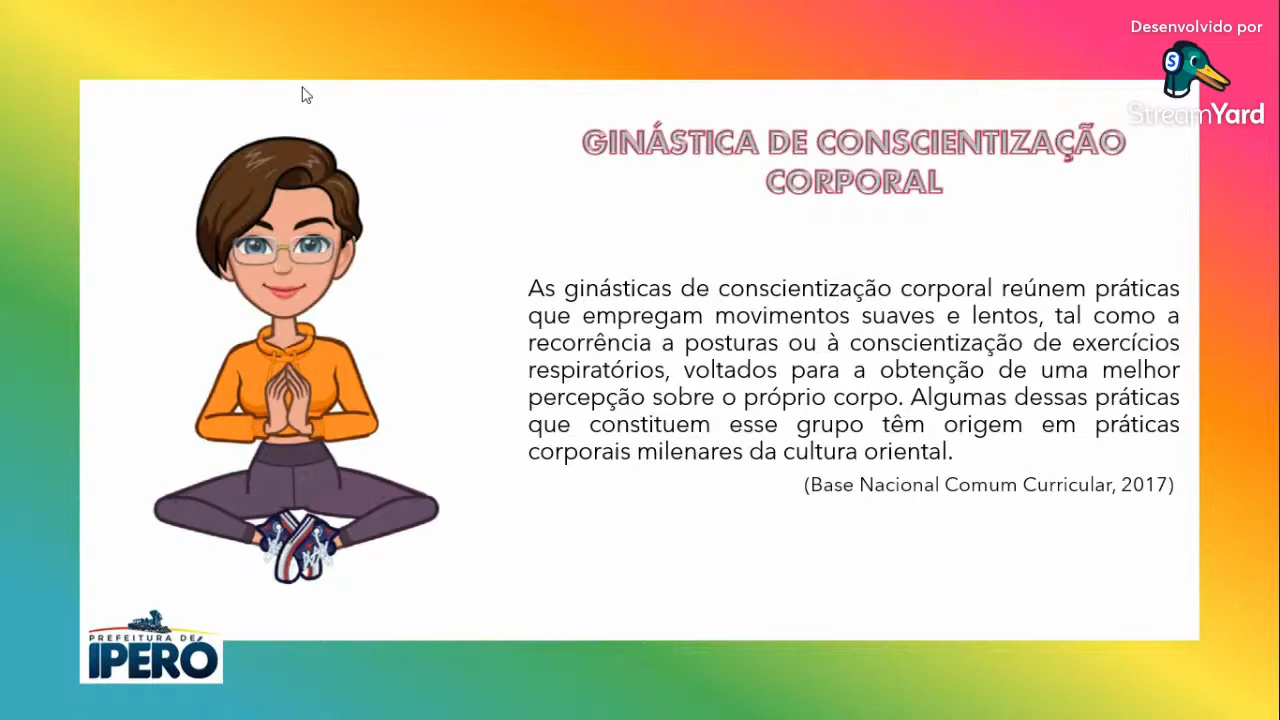 Desenvolvido por
S
StreamYard
GINÁSTICA DE CONSCIENTIZAÇÃO
CORPORAL
As ginásticas de conscientização corporal reúnem práticas
que empregam movimentos suaves e lentos, tal como a
recorrência a posturas ou à conscientização de exercícios
respiratórios, voltados para a obtenção de uma melhor
percepção sobre o próprio corpo. Algumas dessas práticas
que constituem esse grupo têm origem em práticas
corporais milenares da cultura oriental.
(Base Nacional Comum Curricular, 2017)
PREFEITURA DE
IPERÓ